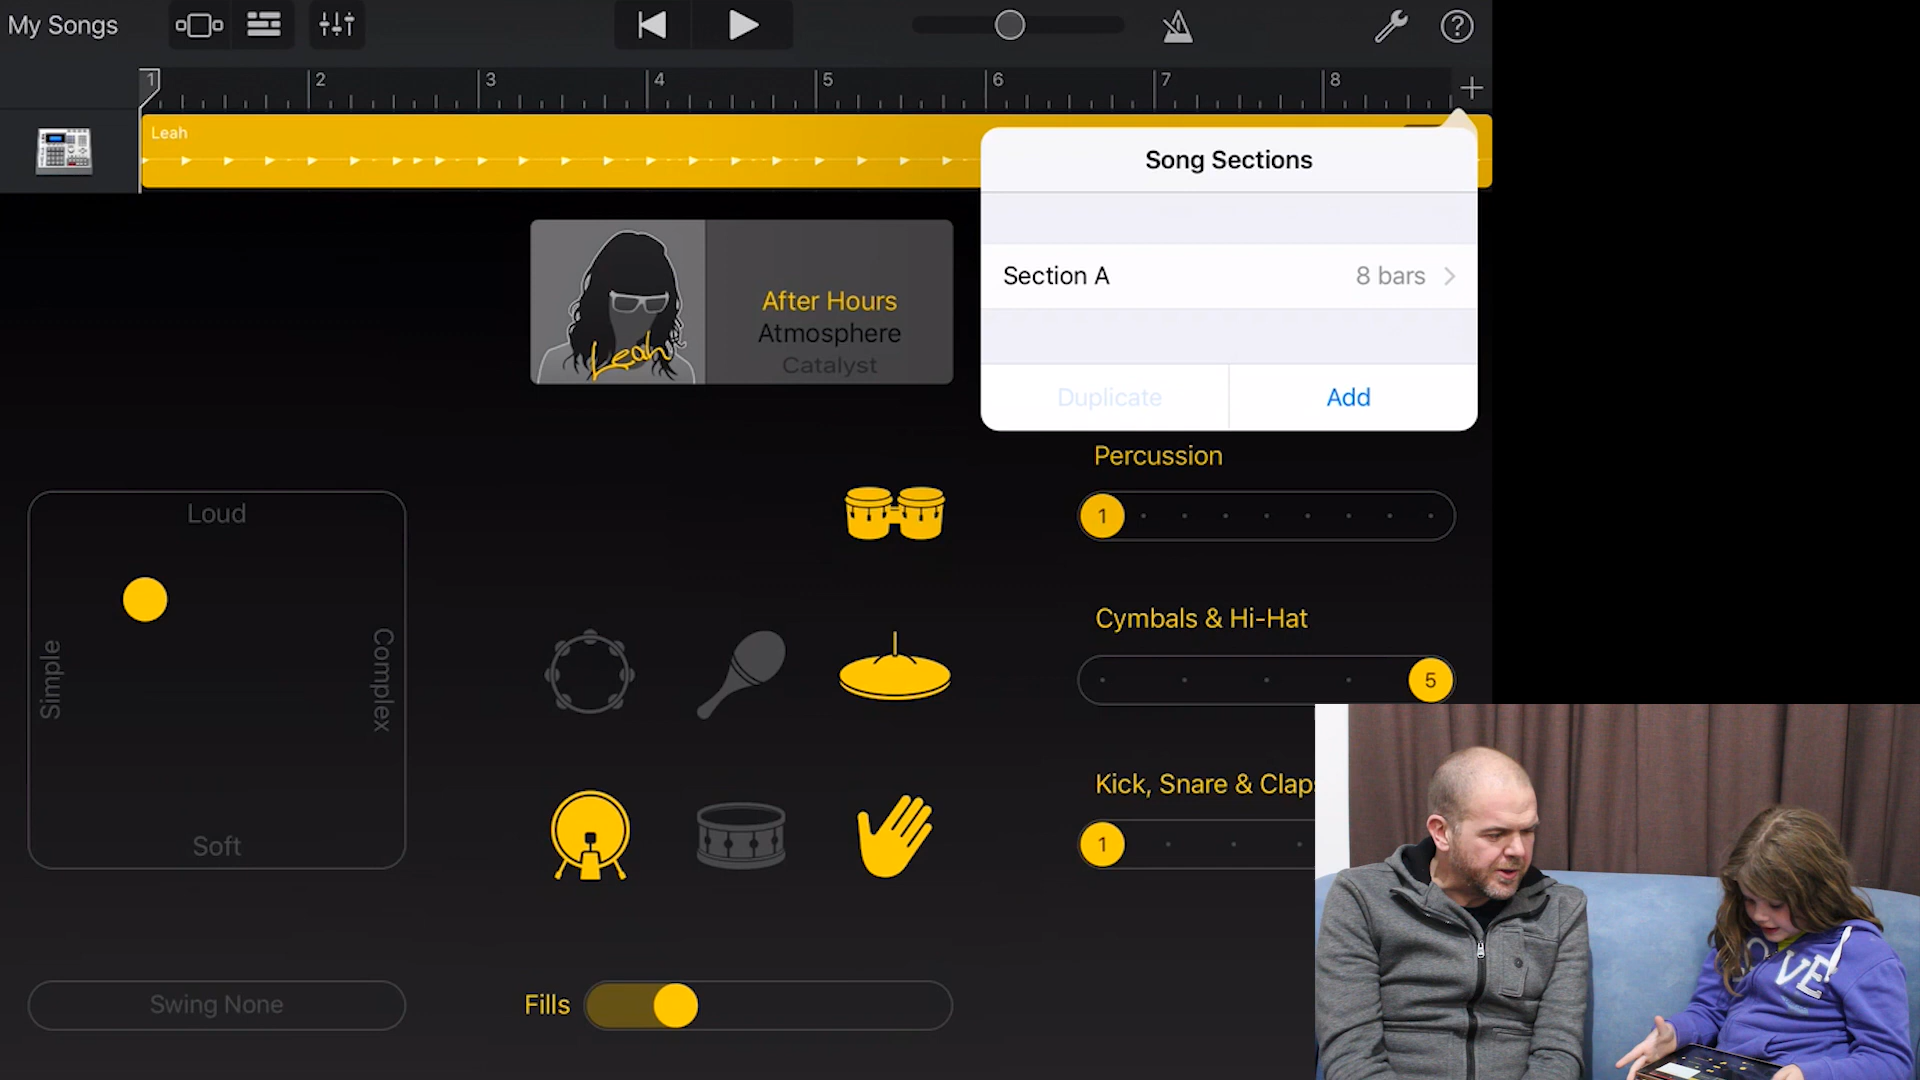 My Songs
?
1 2 3 4 5 6 7 8
Leah
Song Sections
Section A 8 bars
Duplicate Add
Leah
After Hours
Atmosphere
Catalyst
Percussion
1
Loud
Simple
Complex
Soft
Cymbals & Hi-Hat
5
Kick, Snare & Clap
1
Swing None
Fills